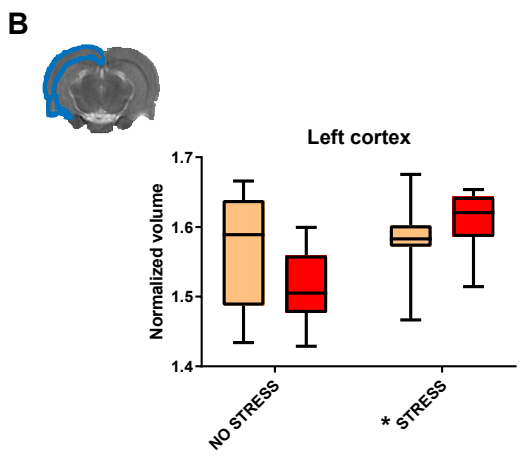 B
Left cortex
Normalized volume
1.7
1.6
1.5
1.4
NO STRESS
* STRESS